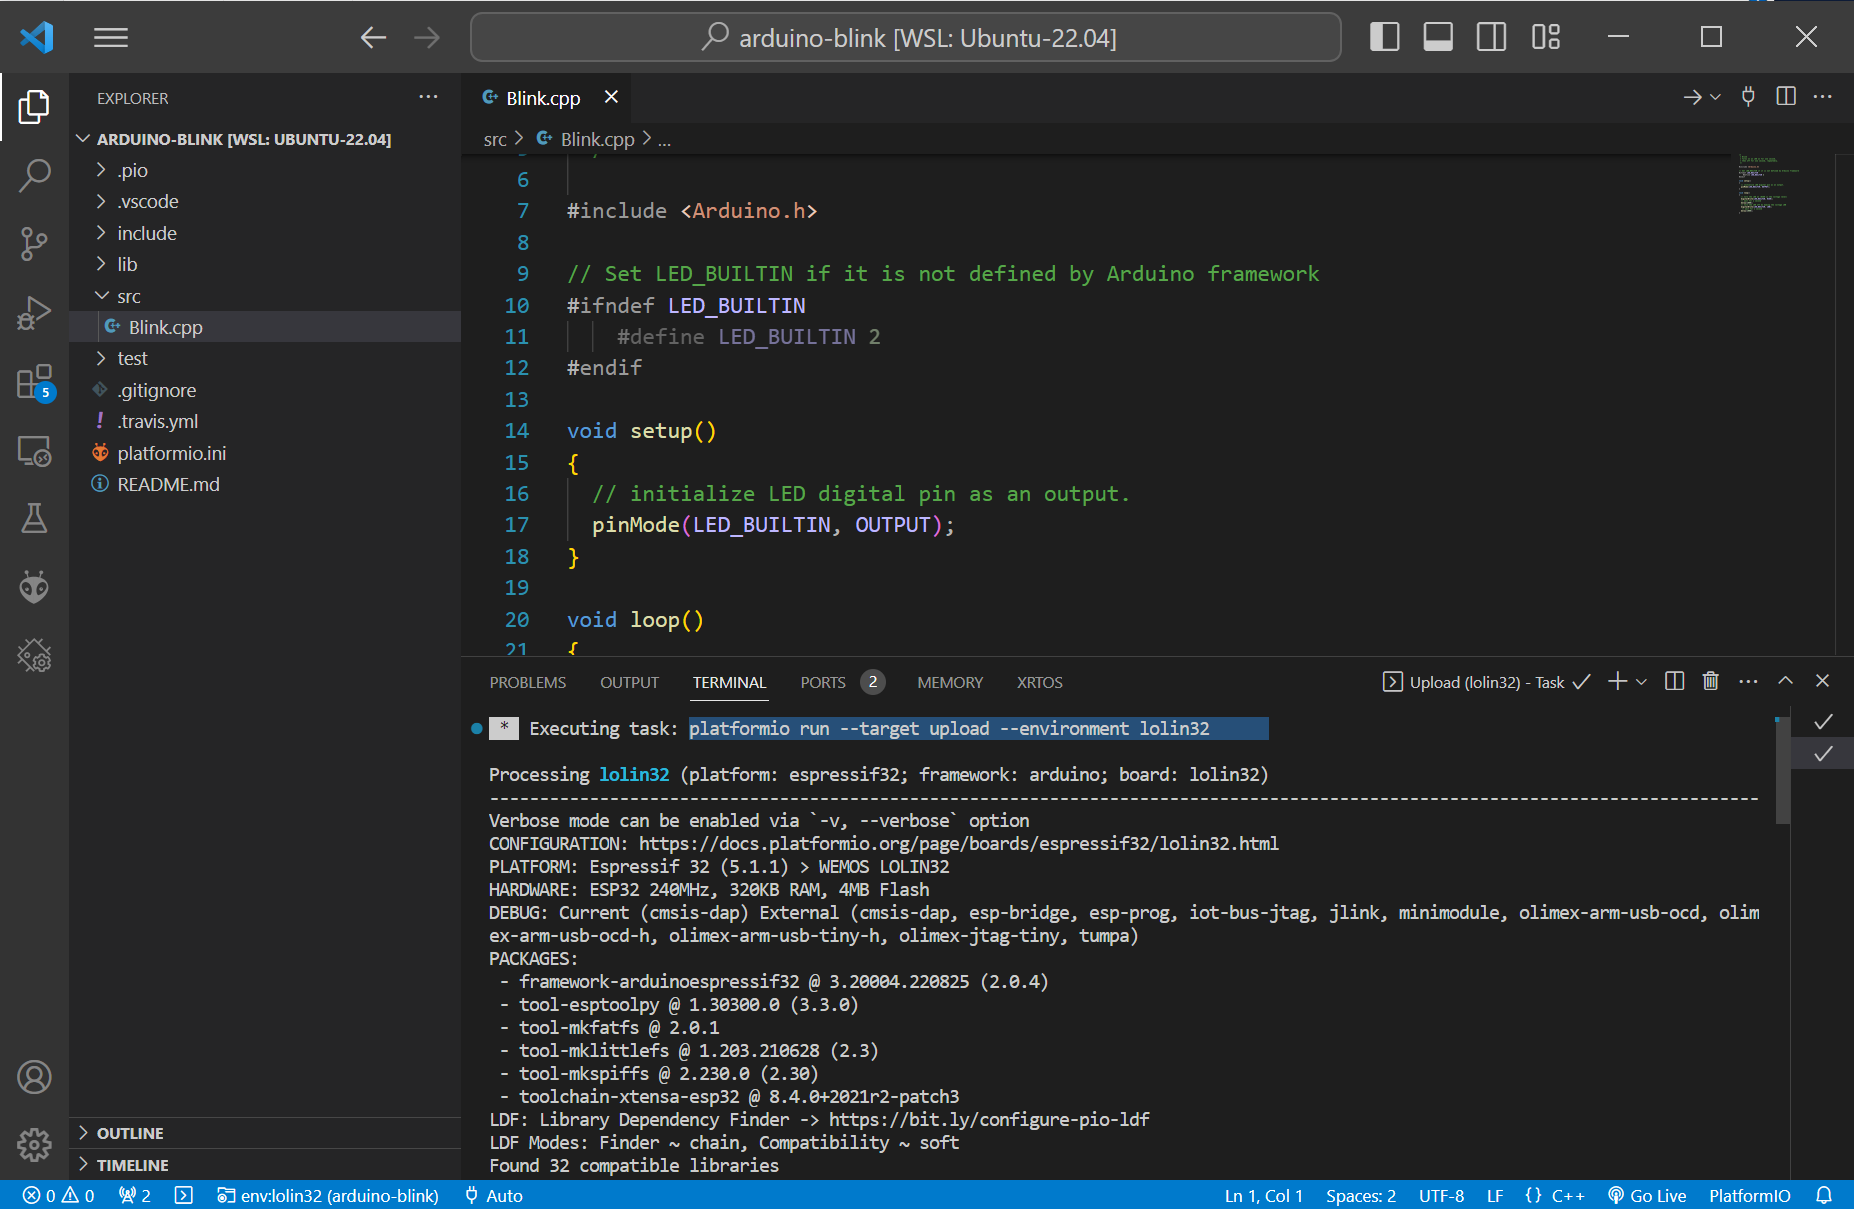 arduino-blink [WSL: Ubuntu-22.04]
EXPLORER
ARDUINO-BLINK [WSL: UBUNTU-22.04]
.pio
.vscode
include
lib
src
Blink.cpp
test
.gitignore
! .travis.yml
platformio.ini
README.md
OUTLINE
TIMELINE
5
Blink.cpp
src > Blink.cpp > ...
6
7 #include <Arduino.h>
8
9 // Set LED_BUILTIN if it is not defined by Arduino framework
10 #ifndef LED_BUILTIN
11 #define LED_BUILTIN 2
12 #endif
13
14 void setup()
15 {
16 // initialize LED digital pin as an output.
17 pinMode(LED_BUILTIN, OUTPUT);
18 }
19
20 void loop()
21 {
PROBLEMS OUTPUT TERMINAL PORTS 2 MEMORY XRTOS Upload (lolin32) - Task
* Executing task: platformio run --target upload --environment lolin32
Processing lolin32 (platform: espressif32; framework: arduino; board: lolin32)
-------------------------------------------------------------------------------------------------------------------------------
Verbose mode can be enabled via `-v, --verbose` option
CONFIGURATION: https://docs.platformio.org/page/boards/espressif32/lolin32.html
PLATFORM: Espressif 32 (5.1.1) > WEMOS LOLIN32
HARDWARE: ESP32 240MHz, 320KB RAM, 4MB Flash
DEBUG: Current (cmsis-dap) External (cmsis-dap, esp-bridge, esp-prog, iot-bus-jtag, jlink, minimodule, olimex-arm-usb-ocd, olim
ex-arm-usb-ocd-h, olimex-arm-usb-tiny-h, olimex-jtag-tiny, tumpa)
PACKAGES:
- framework-arduinoespressif32 @ 3.20004.220825 (2.0.4)
- tool-esptoolpy @ 1.30300.0 (3.3.0)
- tool-mkfatfs @ 2.0.1
- tool-mklittlefs @ 1.203.210628 (2.3)
- tool-mkspiffs @ 2.230.0 (2.30)
- toolchain-xtensa-esp32 @ 8.4.0+2021r2-patch3
LDF: Library Dependency Finder -> https://bit.ly/configure-pio-ldf
LDF Modes: Finder ~ chain, Compatibility ~ soft
Found 32 compatible libraries
0 0 2 env:lolin32 (arduino-blink) Auto Ln 1, Col 1 Spaces: 2 UTF-8 LF {} C++ Go Live PlatformIO